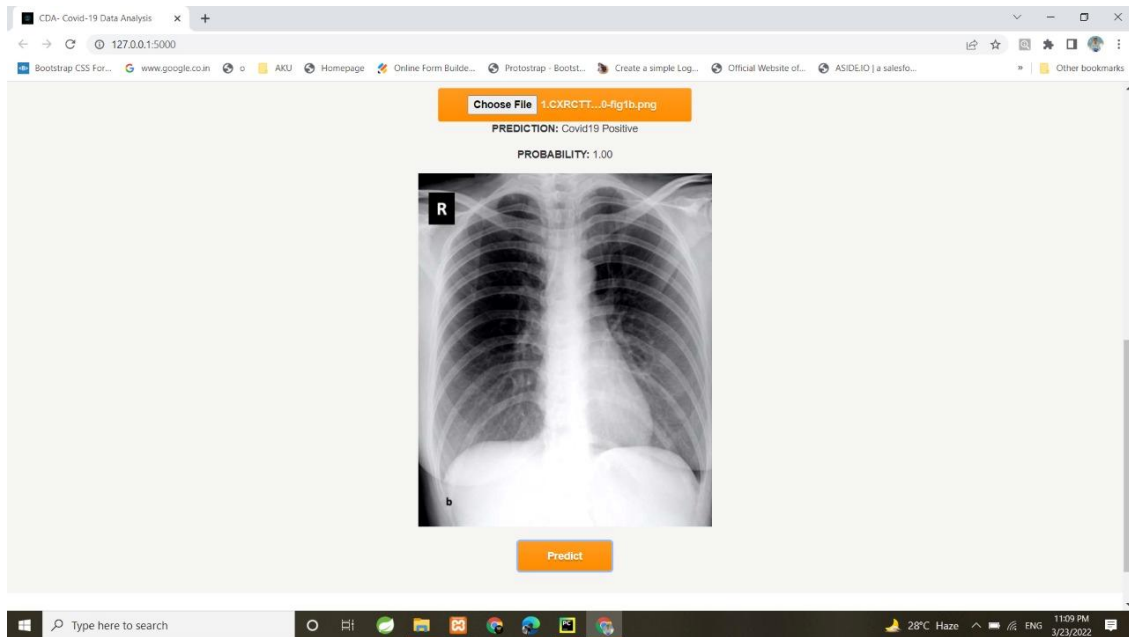 CDA- Covid-19 Data Analysis
127.0.0.1:5000
Bootstrap CSS For... www.google.co.in o AKU Homepage Online Form Builde... Protostrap - Bootst... Create a simple Log... Official Website of... ASIDE.IO | a salesfo... » Other bookmarks
Choose File 1.CXRCTT...0-fig1b.png
PREDICTION: Covid19 Positive
PROBABILITY: 1.00
R
b
Predict
Type here to search 28°C Haze ENG 11:09 PM
3/23/2022